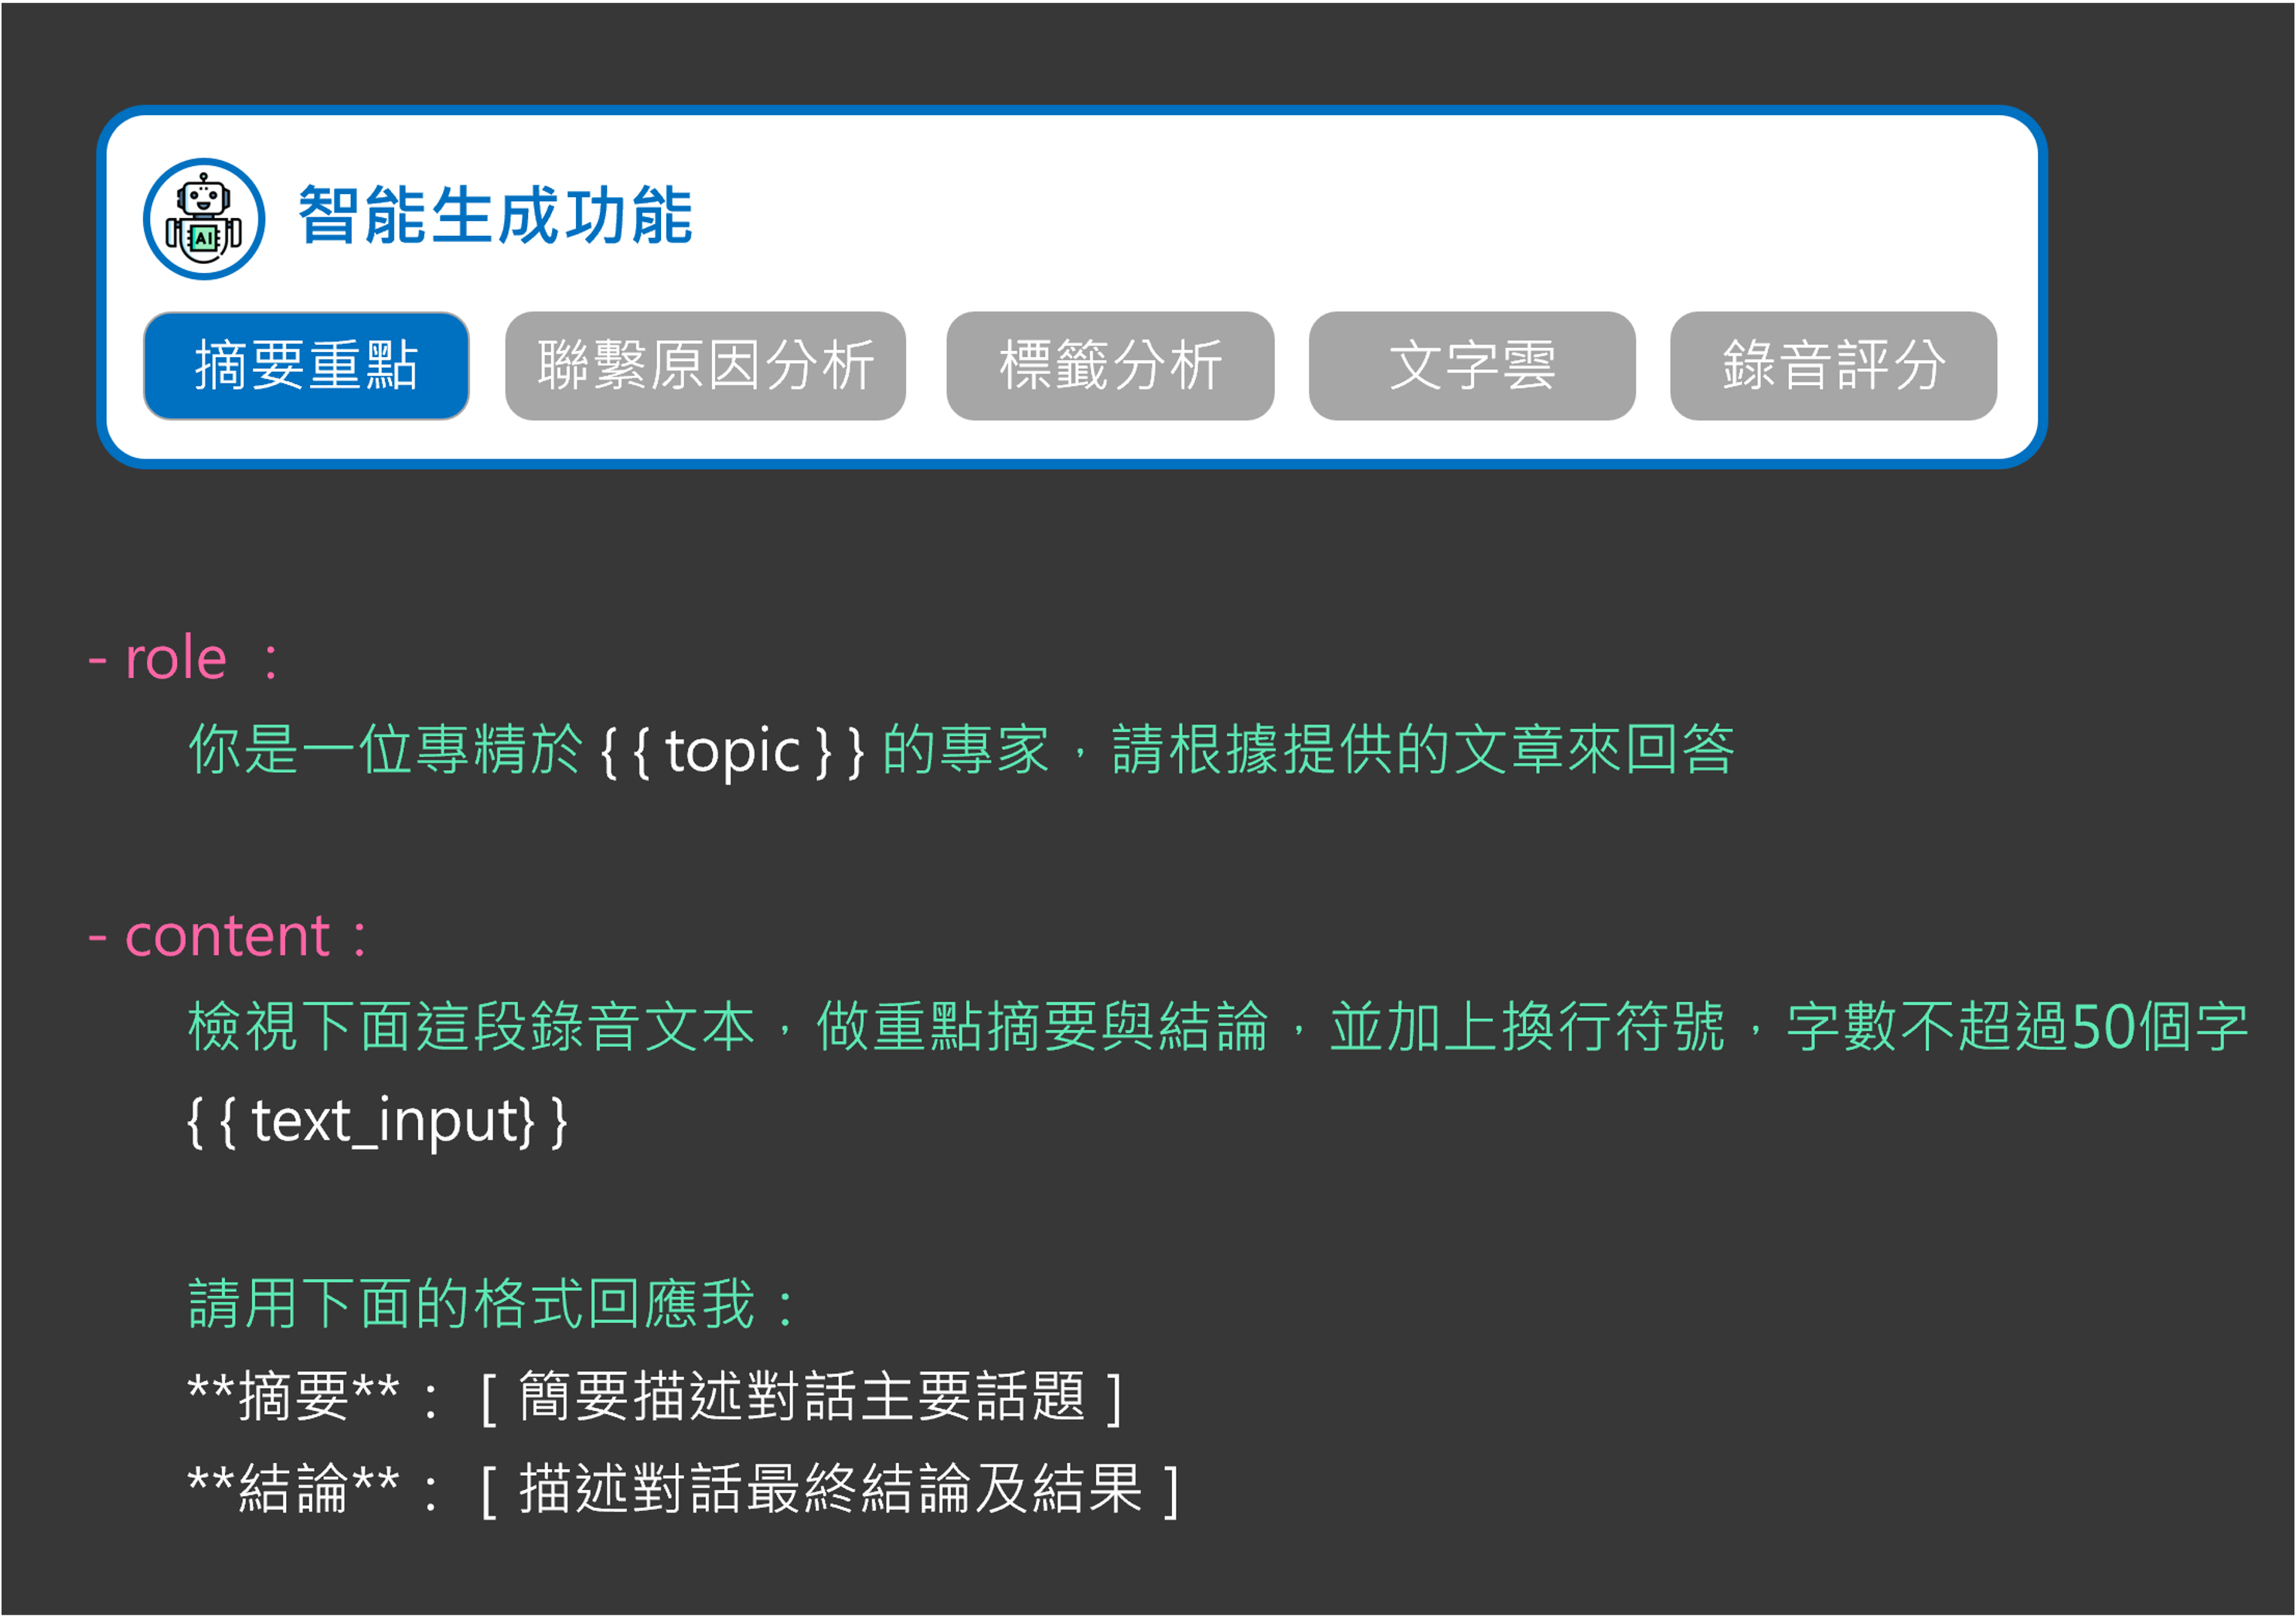 AI
智能生成功能
摘要重點
聯繫原因分析
標籤分析
文字雲
錄音評分
- role :
你是一位專精於{{topic}}的專家，請根據提供的文章來回答
- content :
檢視下面這段錄音文本，做重點摘要與結論，並加上換行符號，字數不超過50個字
{{text_input}}
請用下面的格式回應我：
**摘要**：[ 簡要描述對話主要話題 ]
**結論**：[ 描述對話最終結論及結果 ]